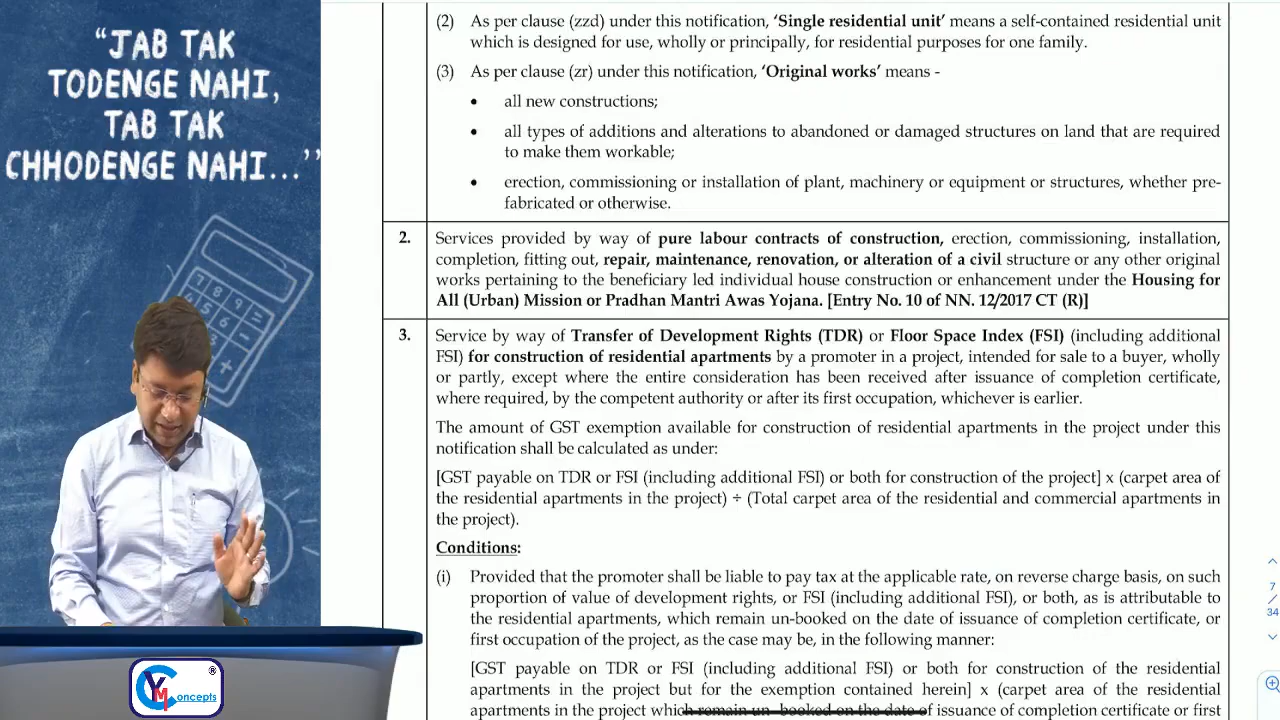 “JAB TAK
TODENGE NAHI,
TAB TAK
CHHODENGE NAHI...’’
(2) As per clause (zzd) under this notification, ‘Single residential unit’ means a self-contained residential unit
which is designed for use, wholly or principally, for residential purposes for one family.
(3) As per clause (zr) under this notification, ‘Original works’ means -
• all new constructions;
• all types of additions and alterations to abandoned or damaged structures on land that are required
to make them workable;
• erection, commissioning or installation of plant, machinery or equipment or structures, whether pre-
fabricated or otherwise.
2. Services provided by way of pure labour contracts of construction, erection, commissioning, installation,
completion, fitting out, repair, maintenance, renovation, or alteration of a civil structure or any other original
works pertaining to the beneficiary led individual house construction or enhancement under the Housing for
All (Urban) Mission or Pradhan Mantri Awas Yojana. [Entry No. 10 of NN. 12/2017 CT (R)]
3. Service by way of Transfer of Development Rights (TDR) or Floor Space Index (FSI) (including additional
FSI) for construction of residential apartments by a promoter in a project, intended for sale to a buyer, wholly
or partly, except where the entire consideration has been received after issuance of completion certificate,
where required, by the competent authority or after its first occupation, whichever is earlier.
The amount of GST exemption available for construction of residential apartments in the project under this
notification shall be calculated as under:
[GST payable on TDR or FSI (including additional FSI) or both for construction of the project] x (carpet area of
the residential apartments in the project) ÷ (Total carpet area of the residential and commercial apartments in
the project).
Conditions:
(i) Provided that the promoter shall be liable to pay tax at the applicable rate, on reverse charge basis, on such
proportion of value of development rights, or FSI (including additional FSI), or both, as is attributable to
the residential apartments, which remain un-booked on the date of issuance of completion certificate, or
first occupation of the project, as the case may be, in the following manner:
[GST payable on TDR or FSI (including additional FSI) or both for construction of the residential
apartments in the project but for the exemption contained herein] x (carpet area of the residential
apartments in the project which remain un- booked on the date of issuance of completion certificate or first
7
/
34
CYM
oncepts
®